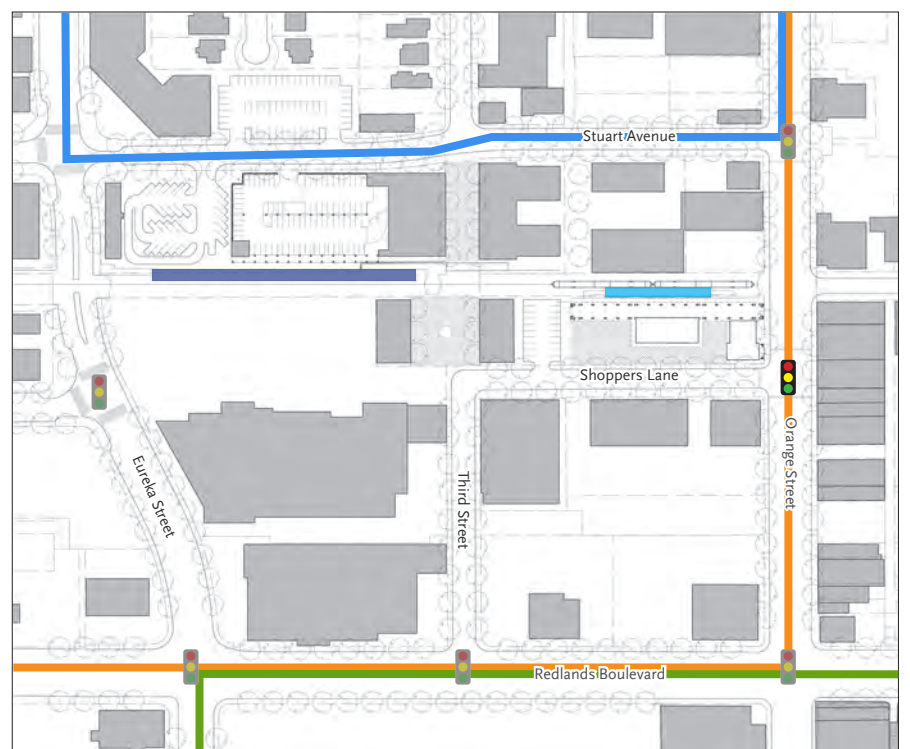 Stuart Avenue
Shoppers Lane
Orange Street
Eureka Street
Third Street
Redlands Boulevard